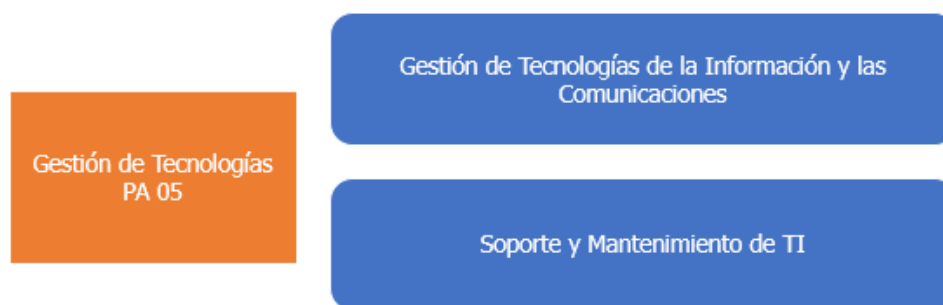 Gestión de Tecnologías de la Información y las
Comunicaciones
Gestión de Tecnologías
PA 05
Soporte y Mantenimiento de TI